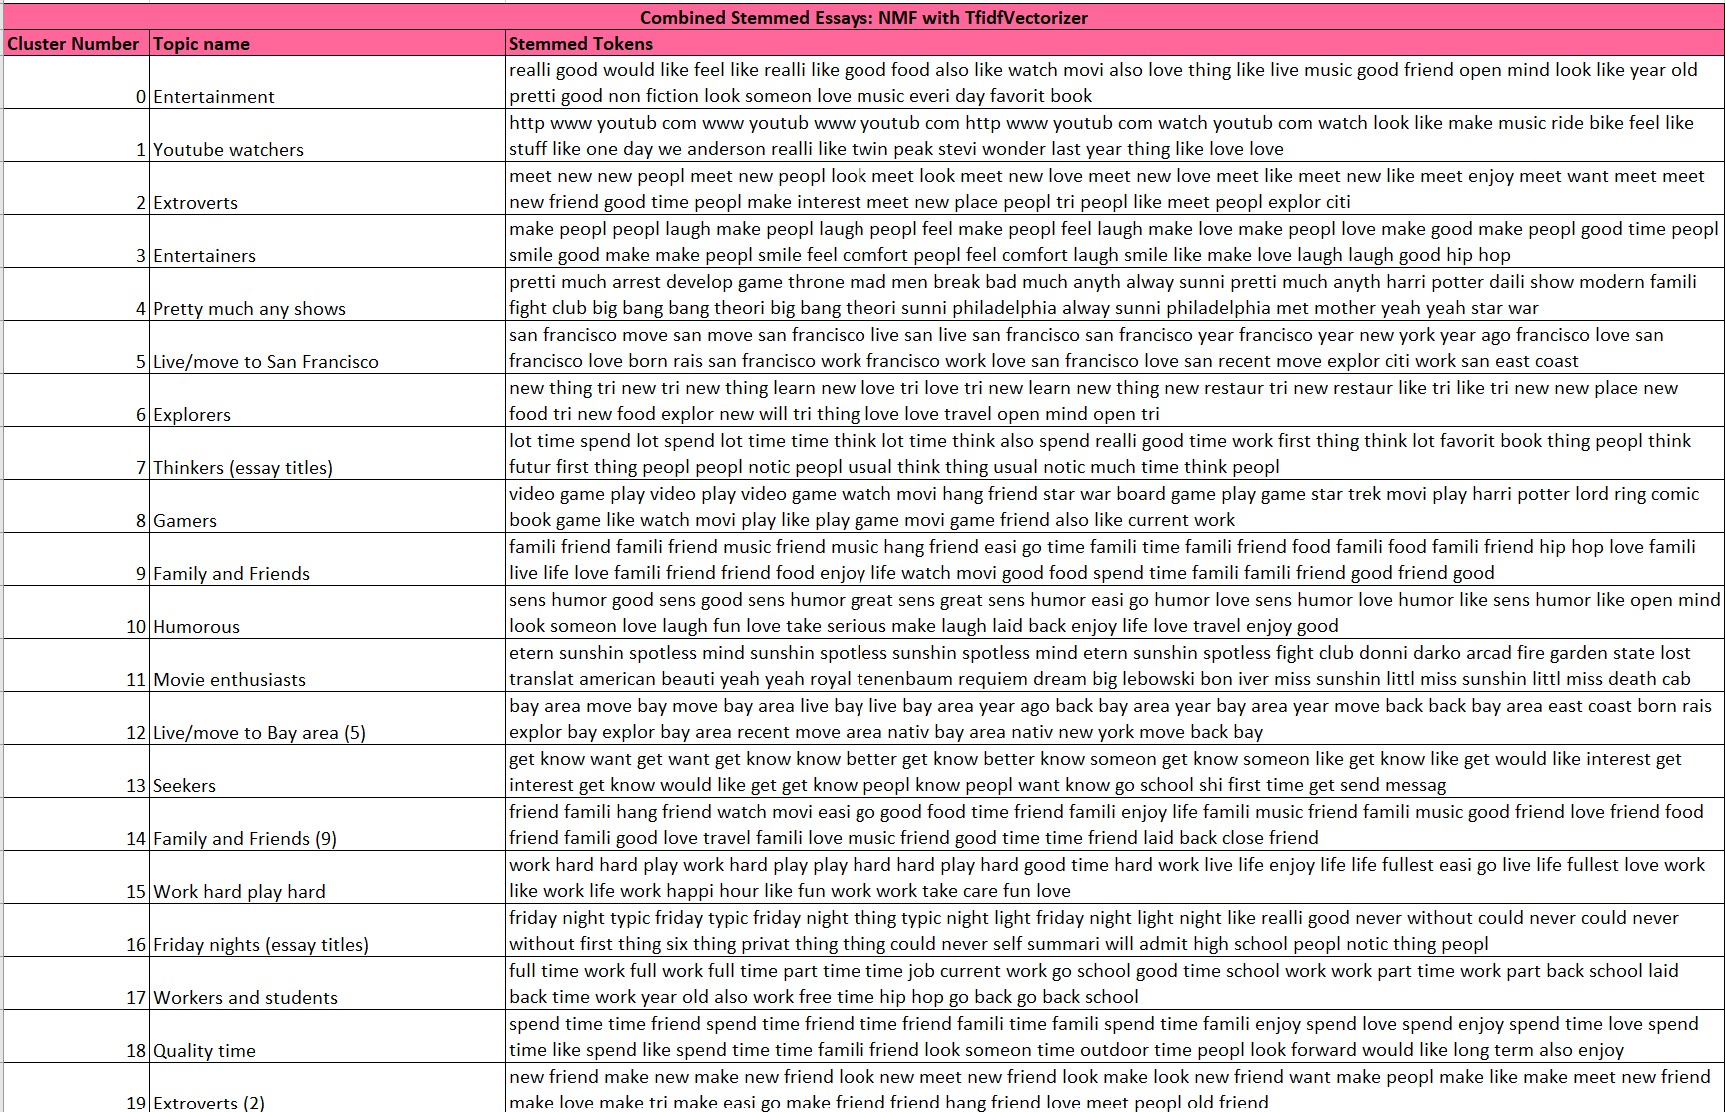 Combined Stemmed Essays: NMF with TfidfVectorizer
Cluster Number Topic name Stemmed Tokens
realli good would like feel like realli like good food also like watch movi also love thing like live music good friend open mind look like year old
0 Entertainment pretti good non fiction look someon love music everi day favorit book
http www youtub com www youtub www youtub com http www youtub com watch youtub com watch look like make music ride bike feel like
1 Youtube watchers stuff like one day we anderson realli like twin peak stevi wonder last year thing like love love
meet new new peopl meet new peopl look meet look meet new love meet new love meet like meet new like meet enjoy meet want meet meet
2 Extroverts new friend good time peopl make interest meet new place peopl tri peopl like meet peopl explor citi
make peopl peopl laugh make peopl laugh peopl feel make peopl feel laugh make love make peopl love make good make peopl good time peopl
3 Entertainers smile good make make peopl smile feel comfort peopl feel comfort laugh smile like make love laugh laugh good hip hop
pretti much arrest develop game throne mad men break bad much anyth alway sunni pretti much anyth harri potter daili show modern famili
4 Pretty much any shows fight club big bang bang theori big bang theori sunni philadelphia alway sunni philadelphia met mother yeah yeah star war
san francisco move san move san francisco live san live san francisco san francisco year francisco year new york year ago francisco love san
5 Live/move to San Francisco francisco love born rais san francisco work francisco work love san francisco love san recent move explor citi work san east coast
new thing tri new tri new thing learn new love tri love tri new learn new thing new restaur tri new restaur like tri like tri new new place new
6 Explorers food tri new food explor new will tri thing love love travel open mind open tri
lot time spend lot spend lot time time think lot time think also spend realli good time work first thing think lot favorit book thing peopl think
7 Thinkers (essay titles) futur first thing peopl peopl notic peopl usual think thing usual notic much time think peopl
video game play video play video game watch movi hang friend star war board game play game star trek movi play harri potter lord ring comic
8 Gamers book game like watch movi play like play game movi game friend also like current work
famili friend famili friend music friend music hang friend easi go time famili time famili friend food famili food famili friend hip hop love famili
9 Family and Friends live life love famili friend friend food enjoy life watch movi good food spend time famili famili friend good friend good
sens humor good sens good sens humor great sens great sens humor easi go humor love sens humor love humor like sens humor like open mind
10 Humorous look someon love laugh fun love take serious make laugh laid back enjoy life love travel enjoy good
etern sunshin spotless mind sunshin spotless sunshin spotless mind etern sunshin spotless fight club donni darko arcad fire garden state lost
11 Movie enthusiasts translat american beauti yeah yeah royal tenenbaum requiem dream big lebowski bon iver miss sunshin littl miss sunshin littl miss death cab
bay area move bay move bay area live bay live bay area year ago back bay area year bay area year move back back bay area east coast born rais
12 Live/move to Bay area (5) explor bay explor bay area recent move area nativ bay area nativ new york move back bay
get know want get want get know know better get know better know someon get know someon like get know like get would like interest get
13 Seekers interest get know would like get get know peopl know peopl want know go school shi first time get send messag
friend famili hang friend watch movi easi go good food time friend famili enjoy life famili music friend famili music good friend love friend food
14 Family and Friends (9) friend famili good love travel famili love music friend good time time friend laid back close friend
work hard hard play work hard play play hard hard play hard good time hard work live life enjoy life life fullest easi go live life fullest love work
15 Work hard play hard like work life work happi hour like fun work work take care fun love
friday night typic friday typic friday night thing typic night light friday night light night like realli good never without could never could never
16 Friday nights (essay titles) without first thing six thing privat thing thing could never self summari will admit high school peopl notic thing peopl
full time work full work full time part time time job current work go school good time school work work part time work part back school laid
17 Workers and students back time work year old also work free time hip hop go back go back school
spend time time friend spend time friend time friend famili time famili spend time famili enjoy spend love spend enjoy spend time love spend
18 Quality time time like spend like spend time time famili friend look someon time outdoor time peopl look forward would like long term also enjoy
new friend make new make new friend look new meet new friend look make look new friend want make peopl make like make meet new friend
19 Extroverts (2) make love make tri make easi go make friend friend hang friend love meet peopl old friend